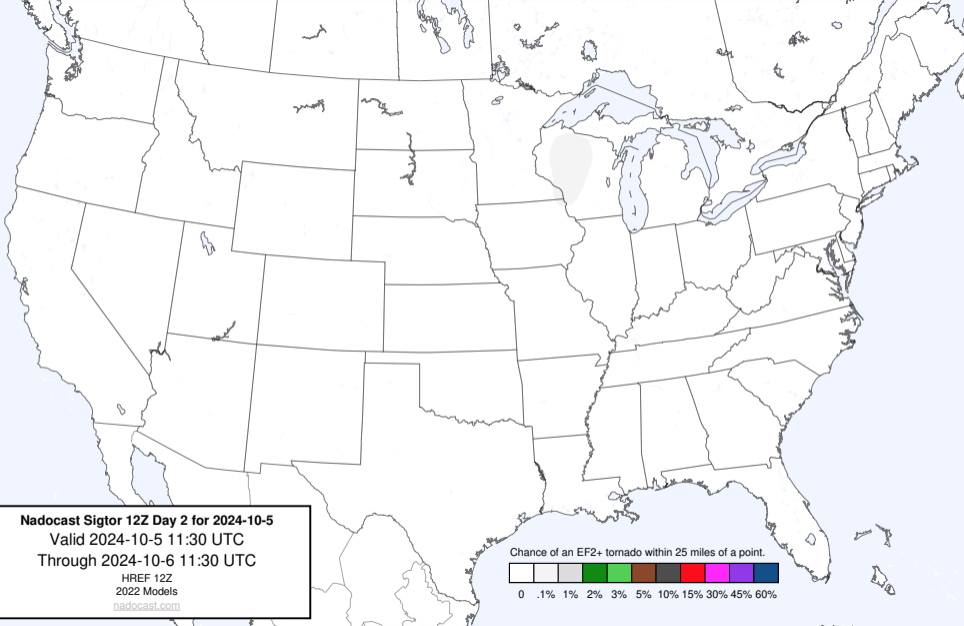 Nadocast Sigtor 12Z Day 2 for 2024-10-5
Valid 2024-10-5 11:30 UTC
Through 2024-10-6 11:30 UTC
HREF 12Z
2022 Models
nadocast.com
Chance of an EF2+ tornado within 25 miles of a point.
0 .1% 1% 2% 3% 5% 10% 15% 30% 45% 60%